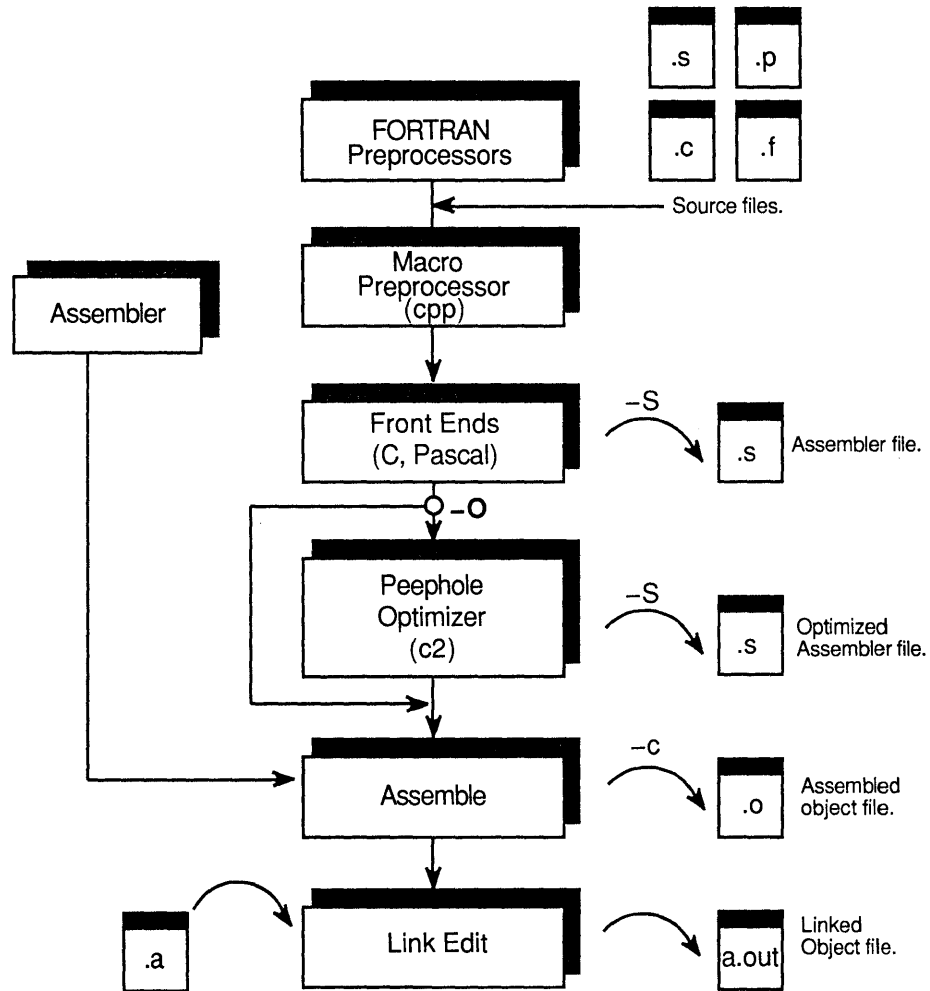 .s
.p
.c
.f
FORTRAN
Preprocessors
Source files.
Macro
Preprocessor
(cpp)
Assembler
Front Ends
(C, Pascal)
–S
.s
Assembler file.
–O
Peephole
Optimizer
(c2)
–S
.s
Optimized
Assembler file.
Assemble
–c
.o
Assembled
object file.
.a
Link Edit
a.out
Linked
Object file.